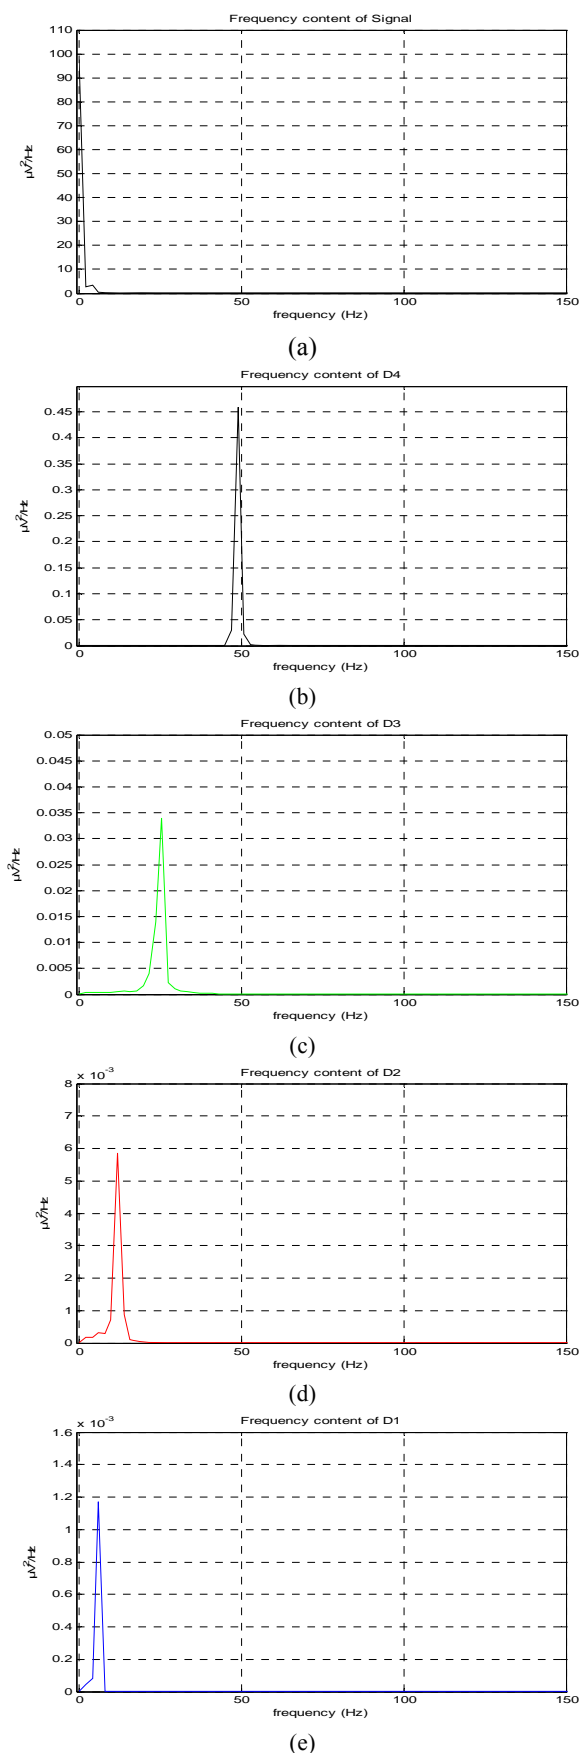 Frequency content of Signal
110
100
90
80
70
60
50
40
30
20
10
0
µV²/Hz
0 50 100 150
frequency (Hz)
(a)
Frequency content of D4
0.45
0.4
0.35
0.3
0.25
0.2
0.15
0.1
0.05
0
µV²/Hz
0 50 100 150
frequency (Hz)
(b)
Frequency content of D3
0.05
0.045
0.04
0.035
0.03
0.025
0.02
0.015
0.01
0.005
0
µV²/Hz
0 50 100 150
frequency (Hz)
(c)
Frequency content of D2
x 10⁻³
8
7
6
5
4
3
2
1
0
µV²/Hz
0 50 100 150
frequency (Hz)
(d)
Frequency content of D1
x 10⁻³
1.6
1.4
1.2
1
0.8
0.6
0.4
0.2
0
µV²/Hz
0 50 100 150
frequency (Hz)
(e)